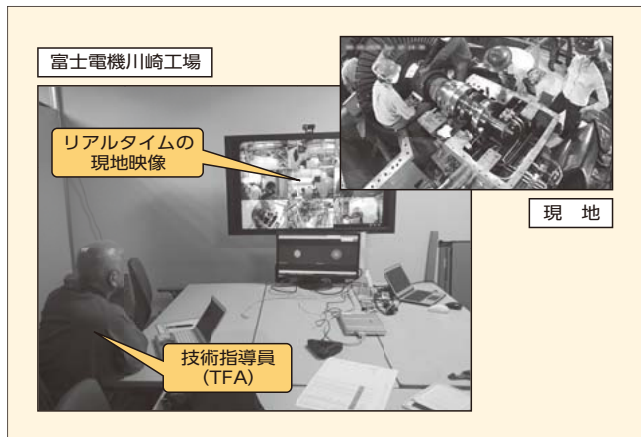 富士電機川崎工場
リアルタイムの
現地映像
現 地
技術指導員
(TFA)